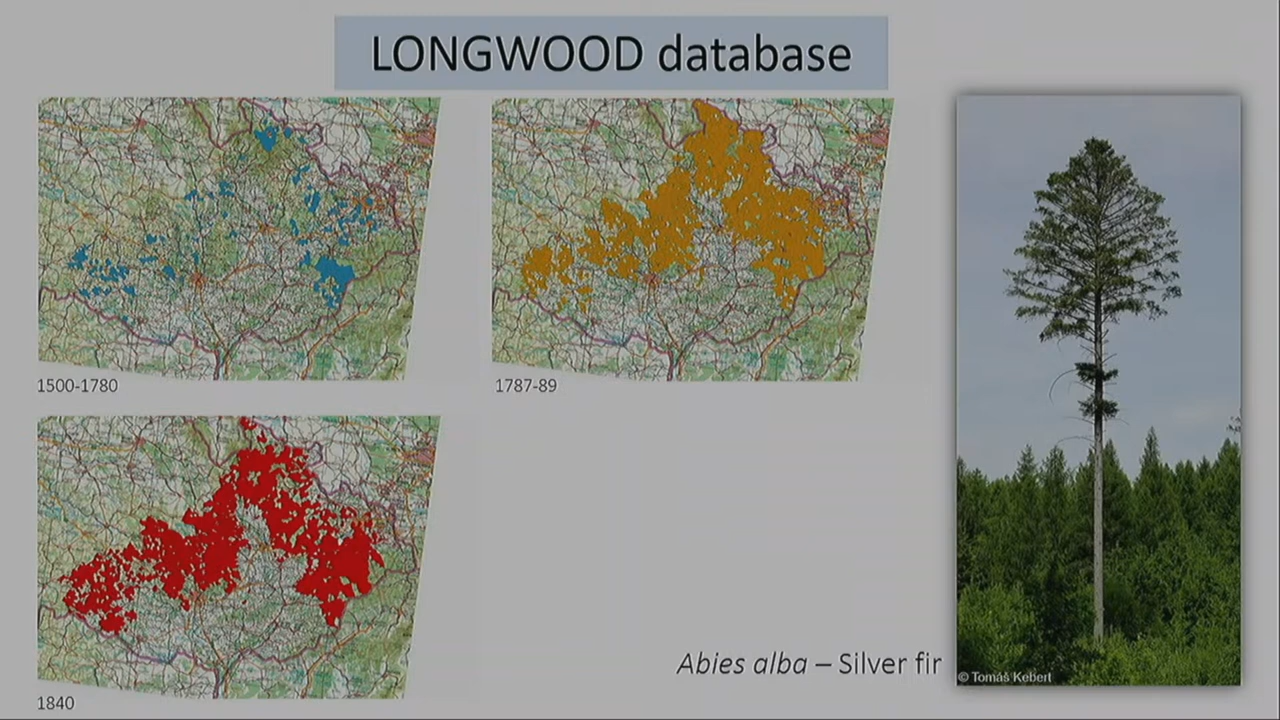 LONGWOOD database
1500-1780
1787-89
1840
Abies alba – Silver fir
© Tomáš Kebert